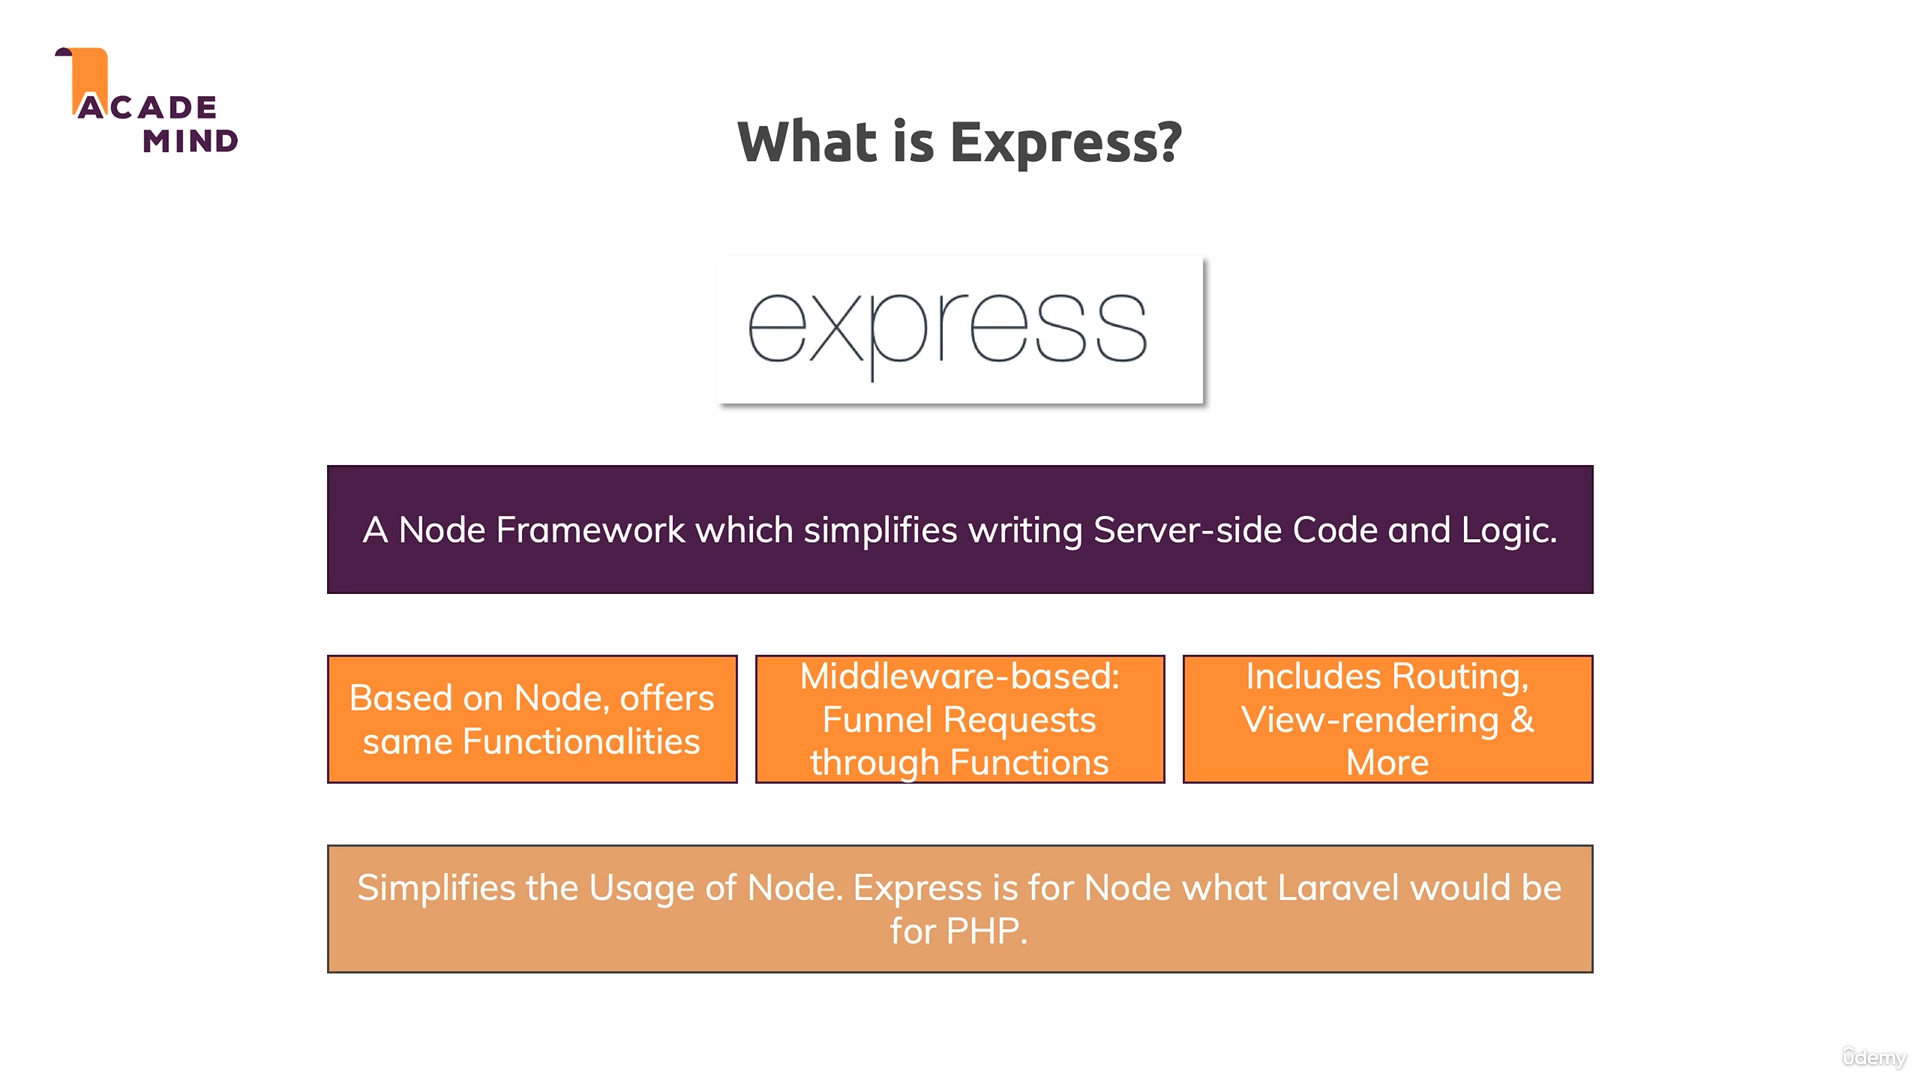 ACADE
MIND
What is Express?
express
A Node Framework which simplifies writing Server-side Code and Logic.
Based on Node, offers
same Functionalities
Middleware-based:
Funnel Requests
through Functions
Includes Routing,
View-rendering &
More
Simplifies the Usage of Node. Express is for Node what Laravel would be
for PHP.
ûdemy